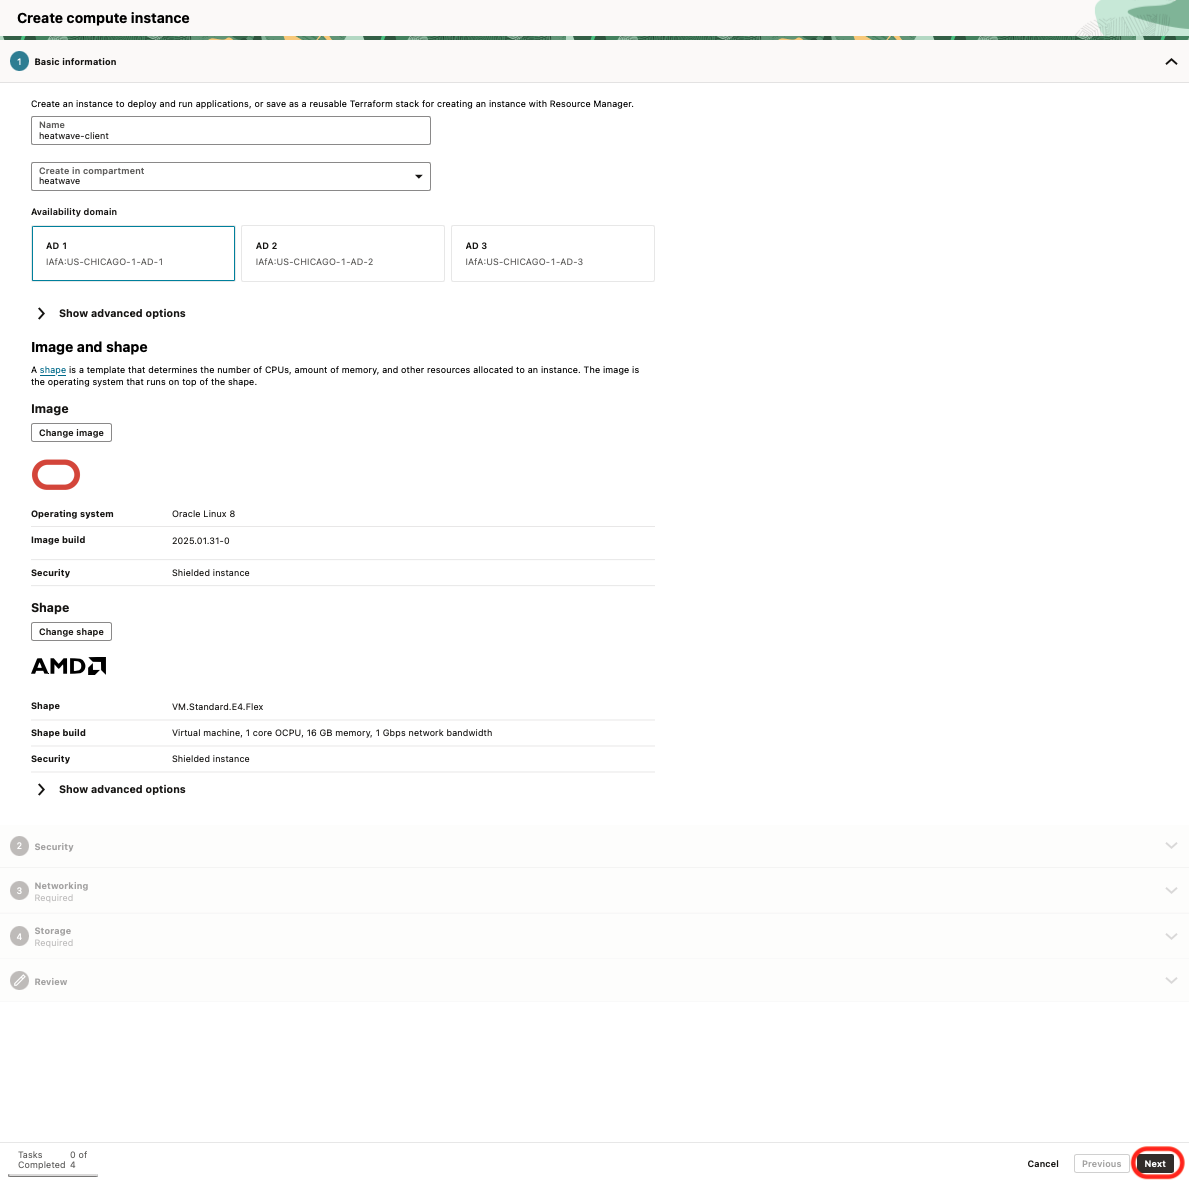 Create compute instance
1 Basic information
Create an instance to deploy and run applications, or save as a reusable Terraform stack for creating an instance with Resource Manager.
Name
heatwave-client
Create in compartment
heatwave
Availability domain
AD 1
IAfA:US-CHICAGO-1-AD-1
AD 2
IAfA:US-CHICAGO-1-AD-2
AD 3
IAfA:US-CHICAGO-1-AD-3
Show advanced options
Image and shape
A shape is a template that determines the number of CPUs, amount of memory, and other resources allocated to an instance. The image is
the operating system that runs on top of the shape.
Image
Change image
Operating system Oracle Linux 8
Image build 2025.01.31-0
Security Shielded instance
Shape
Change shape
AMD
Shape VM.Standard.E4.Flex
Shape build Virtual machine, 1 core OCPU, 16 GB memory, 1 Gbps network bandwidth
Security Shielded instance
Show advanced options
2 Security
3 Networking
Required
4 Storage
Required
Review
Tasks 0 of
Completed 4
Cancel Previous Next